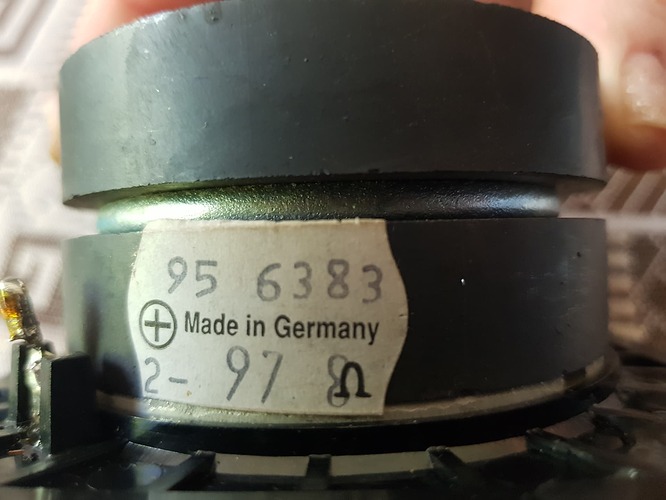 95 6383
⊕ Made in Germany
2- 97 8Ω